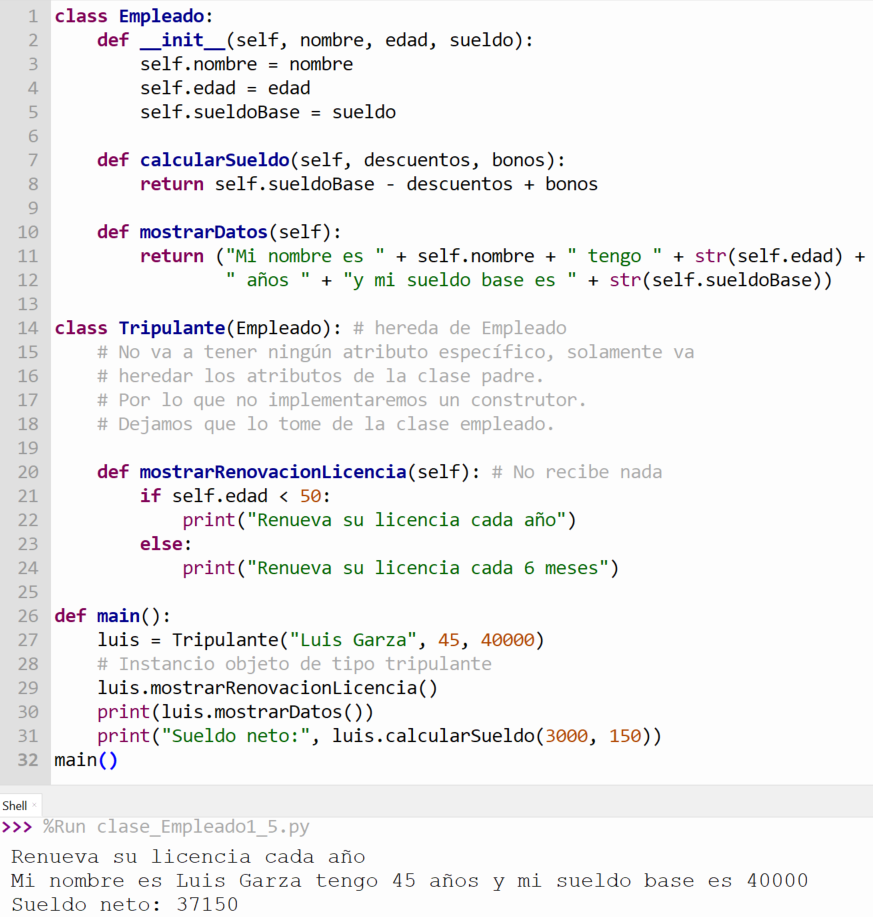 1 class Empleado:
2     def __init__(self, nombre, edad, sueldo):
3         self.nombre = nombre
4         self.edad = edad
5         self.sueldoBase = sueldo
6
7     def calcularSueldo(self, descuentos, bonos):
8         return self.sueldoBase - descuentos + bonos
9
10     def mostrarDatos(self):
11         return ("Mi nombre es " + self.nombre + " tengo " + str(self.edad) +
12                 " años " + "y mi sueldo base es " + str(self.sueldoBase))
13
14 class Tripulante(Empleado): # hereda de Empleado
15     # No va a tener ningún atributo específico, solamente va
16     # heredar los atributos de la clase padre.
17     # Por lo que no implementaremos un construtor.
18     # Dejamos que lo tome de la clase empleado.
19
20     def mostrarRenovacionLicencia(self): # No recibe nada
21         if self.edad < 50:
22             print("Renueva su licencia cada año")
23         else:
24             print("Renueva su licencia cada 6 meses")
25
26 def main():
27     luis = Tripulante("Luis Garza", 45, 40000)
28     # Instancio objeto de tipo tripulante
29     luis.mostrarRenovacionLicencia()
30     print(luis.mostrarDatos())
31     print("Sueldo neto:", luis.calcularSueldo(3000, 150))
32 main()
Shell ×
>>> %Run clase_Empleado1_5.py
Renueva su licencia cada año
Mi nombre es Luis Garza tengo 45 años y mi sueldo base es 40000
Sueldo neto: 37150